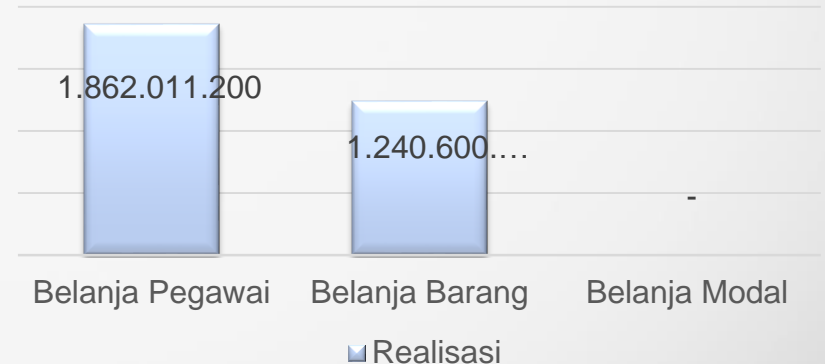 1.862.011.200
1.240.600.…
-
Belanja Pegawai
Belanja Barang
Belanja Modal
Realisasi